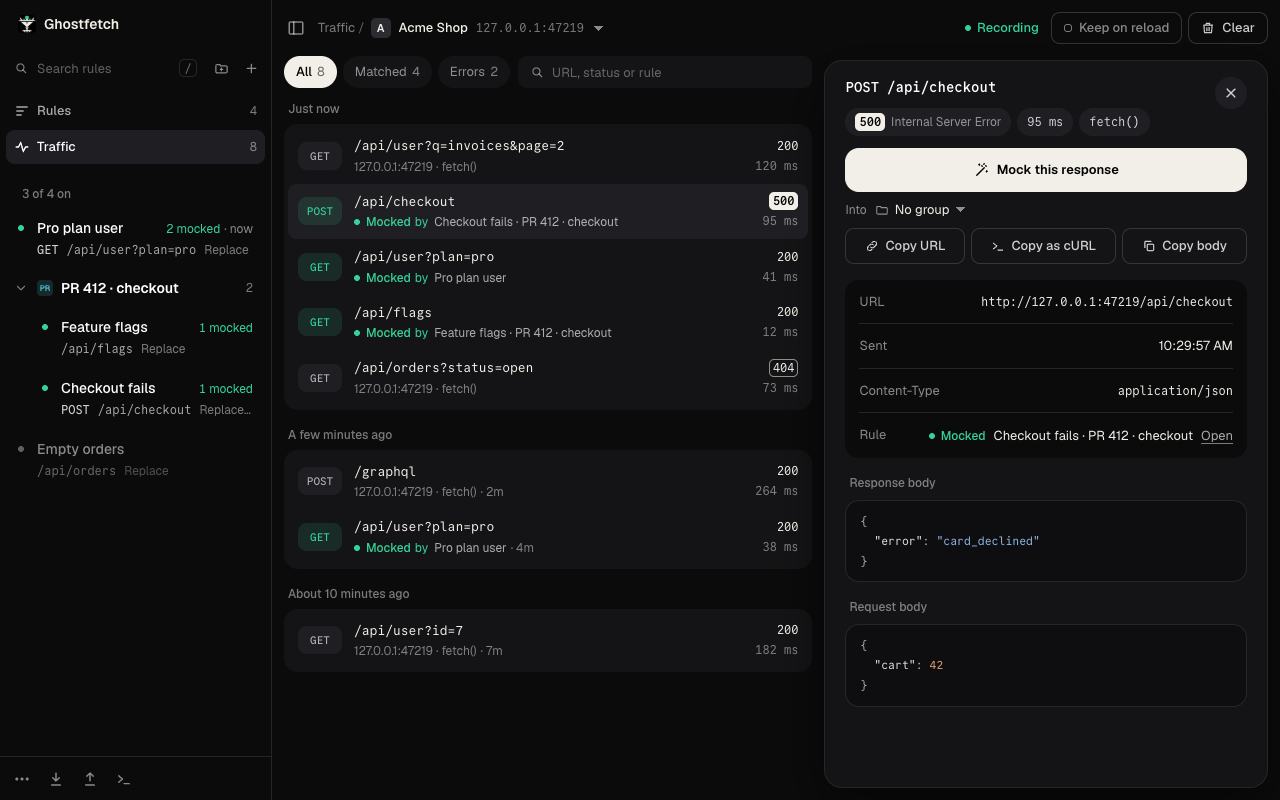 Ghostfetch
Search rules /
Rules 4
Traffic 8
3 of 4 on
Pro plan user 2 mocked · now
GET /api/user?plan=pro Replace
PR PR 412 · checkout 2
Feature flags 1 mocked
/api/flags Replace
Checkout fails 1 mocked
POST /api/checkout Replace…
Empty orders
/api/orders Replace
Traffic / A Acme Shop 127.0.0.1:47219
Recording
Keep on reload
Clear
All 8
Matched 4
Errors 2
URL, status or rule
Just now
GET /api/user?q=invoices&page=2 200
127.0.0.1:47219 · fetch() 120 ms
POST /api/checkout 500
Mocked by Checkout fails · PR 412 · checkout 95 ms
GET /api/user?plan=pro 200
Mocked by Pro plan user 41 ms
GET /api/flags 200
Mocked by Feature flags · PR 412 · checkout 12 ms
GET /api/orders?status=open 404
127.0.0.1:47219 · fetch() 73 ms
A few minutes ago
POST /graphql 200
127.0.0.1:47219 · fetch() · 2m 264 ms
GET /api/user?plan=pro 200
Mocked by Pro plan user · 4m 38 ms
About 10 minutes ago
GET /api/user?id=7 200
127.0.0.1:47219 · fetch() · 7m 182 ms
POST /api/checkout
500 Internal Server Error 95 ms fetch()
Mock this response
Into No group
Copy URL
Copy as cURL
Copy body
URL http://127.0.0.1:47219/api/checkout
Sent 10:29:57 AM
Content-Type application/json
Rule Mocked Checkout fails · PR 412 · checkout Open
Response body
{
"error": "card_declined"
}
Request body
{
"cart": 42
}